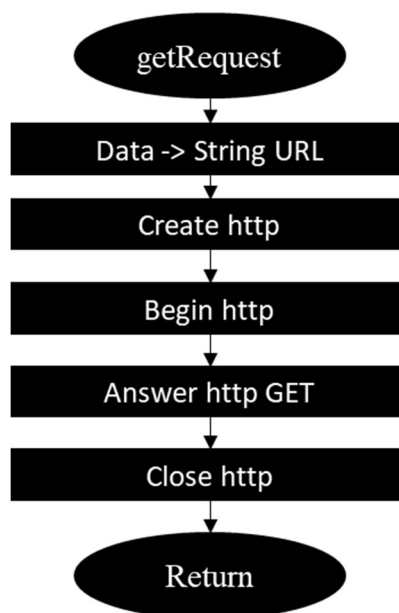 getRequest
Data -> String URL
Create http
Begin http
Answer http GET
Close http
Return